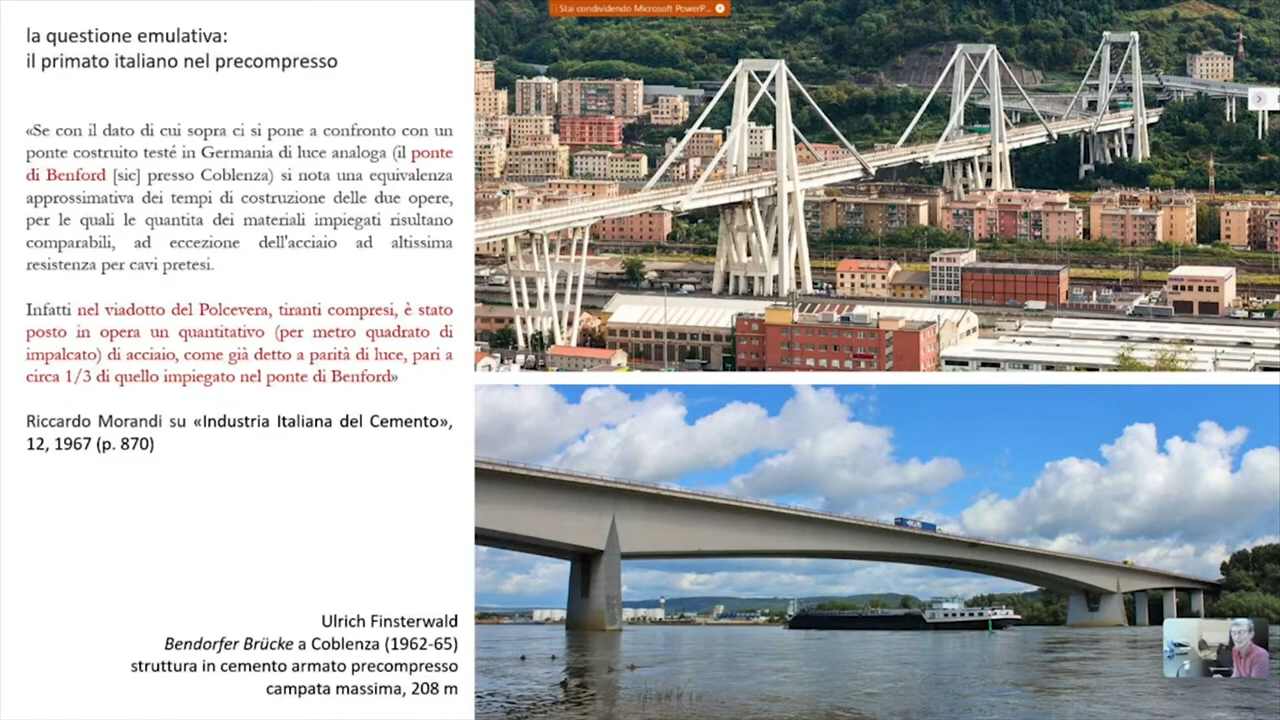 Stai condividendo Microsoft PowerP...
la questione emulativa:
il primato italiano nel precompresso
«Se con il dato di cui sopra ci si pone a confronto con un
ponte costruito testé in Germania di luce analoga (il ponte
di Benford [sic] presso Coblenza) si nota una equivalenza
approssimativa dei tempi di costruzione delle due opere,
per le quali le quantita dei materiali impiegati risultano
comparabili, ad eccezione dell'acciaio ad altissima
resistenza per cavi pretesi.
Infatti nel viadotto del Polcevera, tiranti compresi, è stato
posto in opera un quantitativo (per metro quadrato di
impalcato) di acciaio, come già detto a parità di luce, pari a
circa 1/3 di quello impiegato nel ponte di Benford»
Riccardo Morandi su «Industria Italiana del Cemento»,
12, 1967 (p. 870)
Ulrich Finsterwald
Bendorfer Brücke a Coblenza (1962-65)
struttura in cemento armato precompresso
campata massima, 208 m